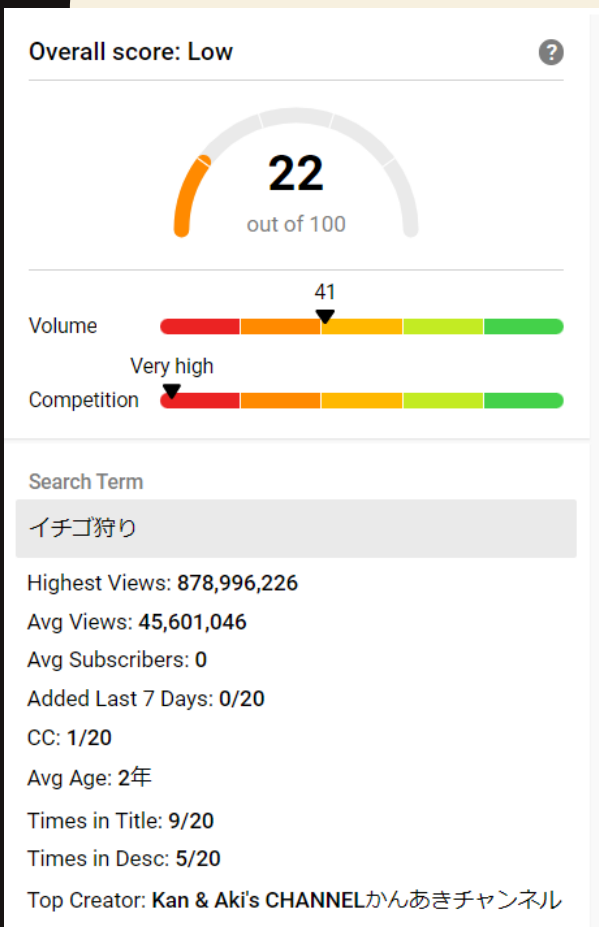 Overall score: Low
?
22
out of 100
41
Volume
Very high
Competition
Search Term
イチゴ狩り
Highest Views: 878,996,226
Avg Views: 45,601,046
Avg Subscribers: 0
Added Last 7 Days: 0/20
CC: 1/20
Avg Age: 2年
Times in Title: 9/20
Times in Desc: 5/20
Top Creator: Kan & Aki's CHANNELかんあきチャンネル